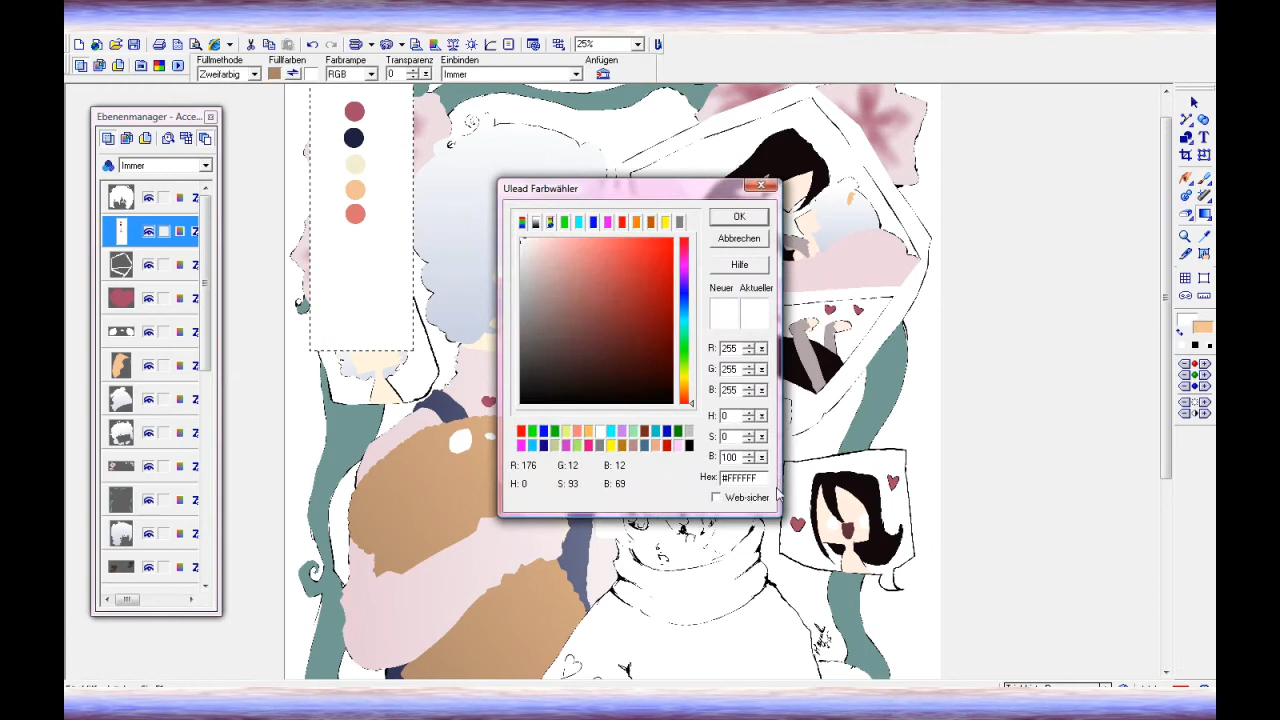 25%
Füllmethode Füllfarben Farbrampe Transparenz Einbinden Anfügen
Zweifarbig RGB 0 Immer
Ebenenmanager - Acce...
Immer
Ulead Farbwähler
OK
Abbrechen
Hilfe
Neuer Aktueller
R: 255
G: 255
B: 255
H: 0
S: 0
B: 100
R: 176 G: 12 B: 12
Hex: #FFFFFF
H: 0 S: 93 B: 69
Web-sicher